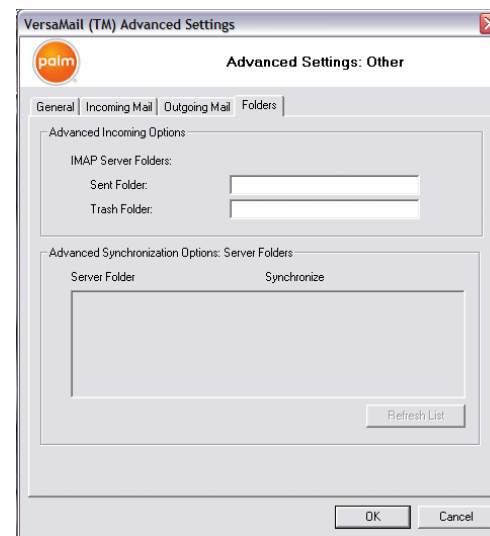 VersaMail (TM) Advanced Settings
palm
Advanced Settings: Other
General Incoming Mail Outgoing Mail Folders
Advanced Incoming Options
IMAP Server Folders:
Sent Folder:
Trash Folder:
Advanced Synchronization Options: Server Folders
Server Folder Synchronize
Refresh List
OK Cancel